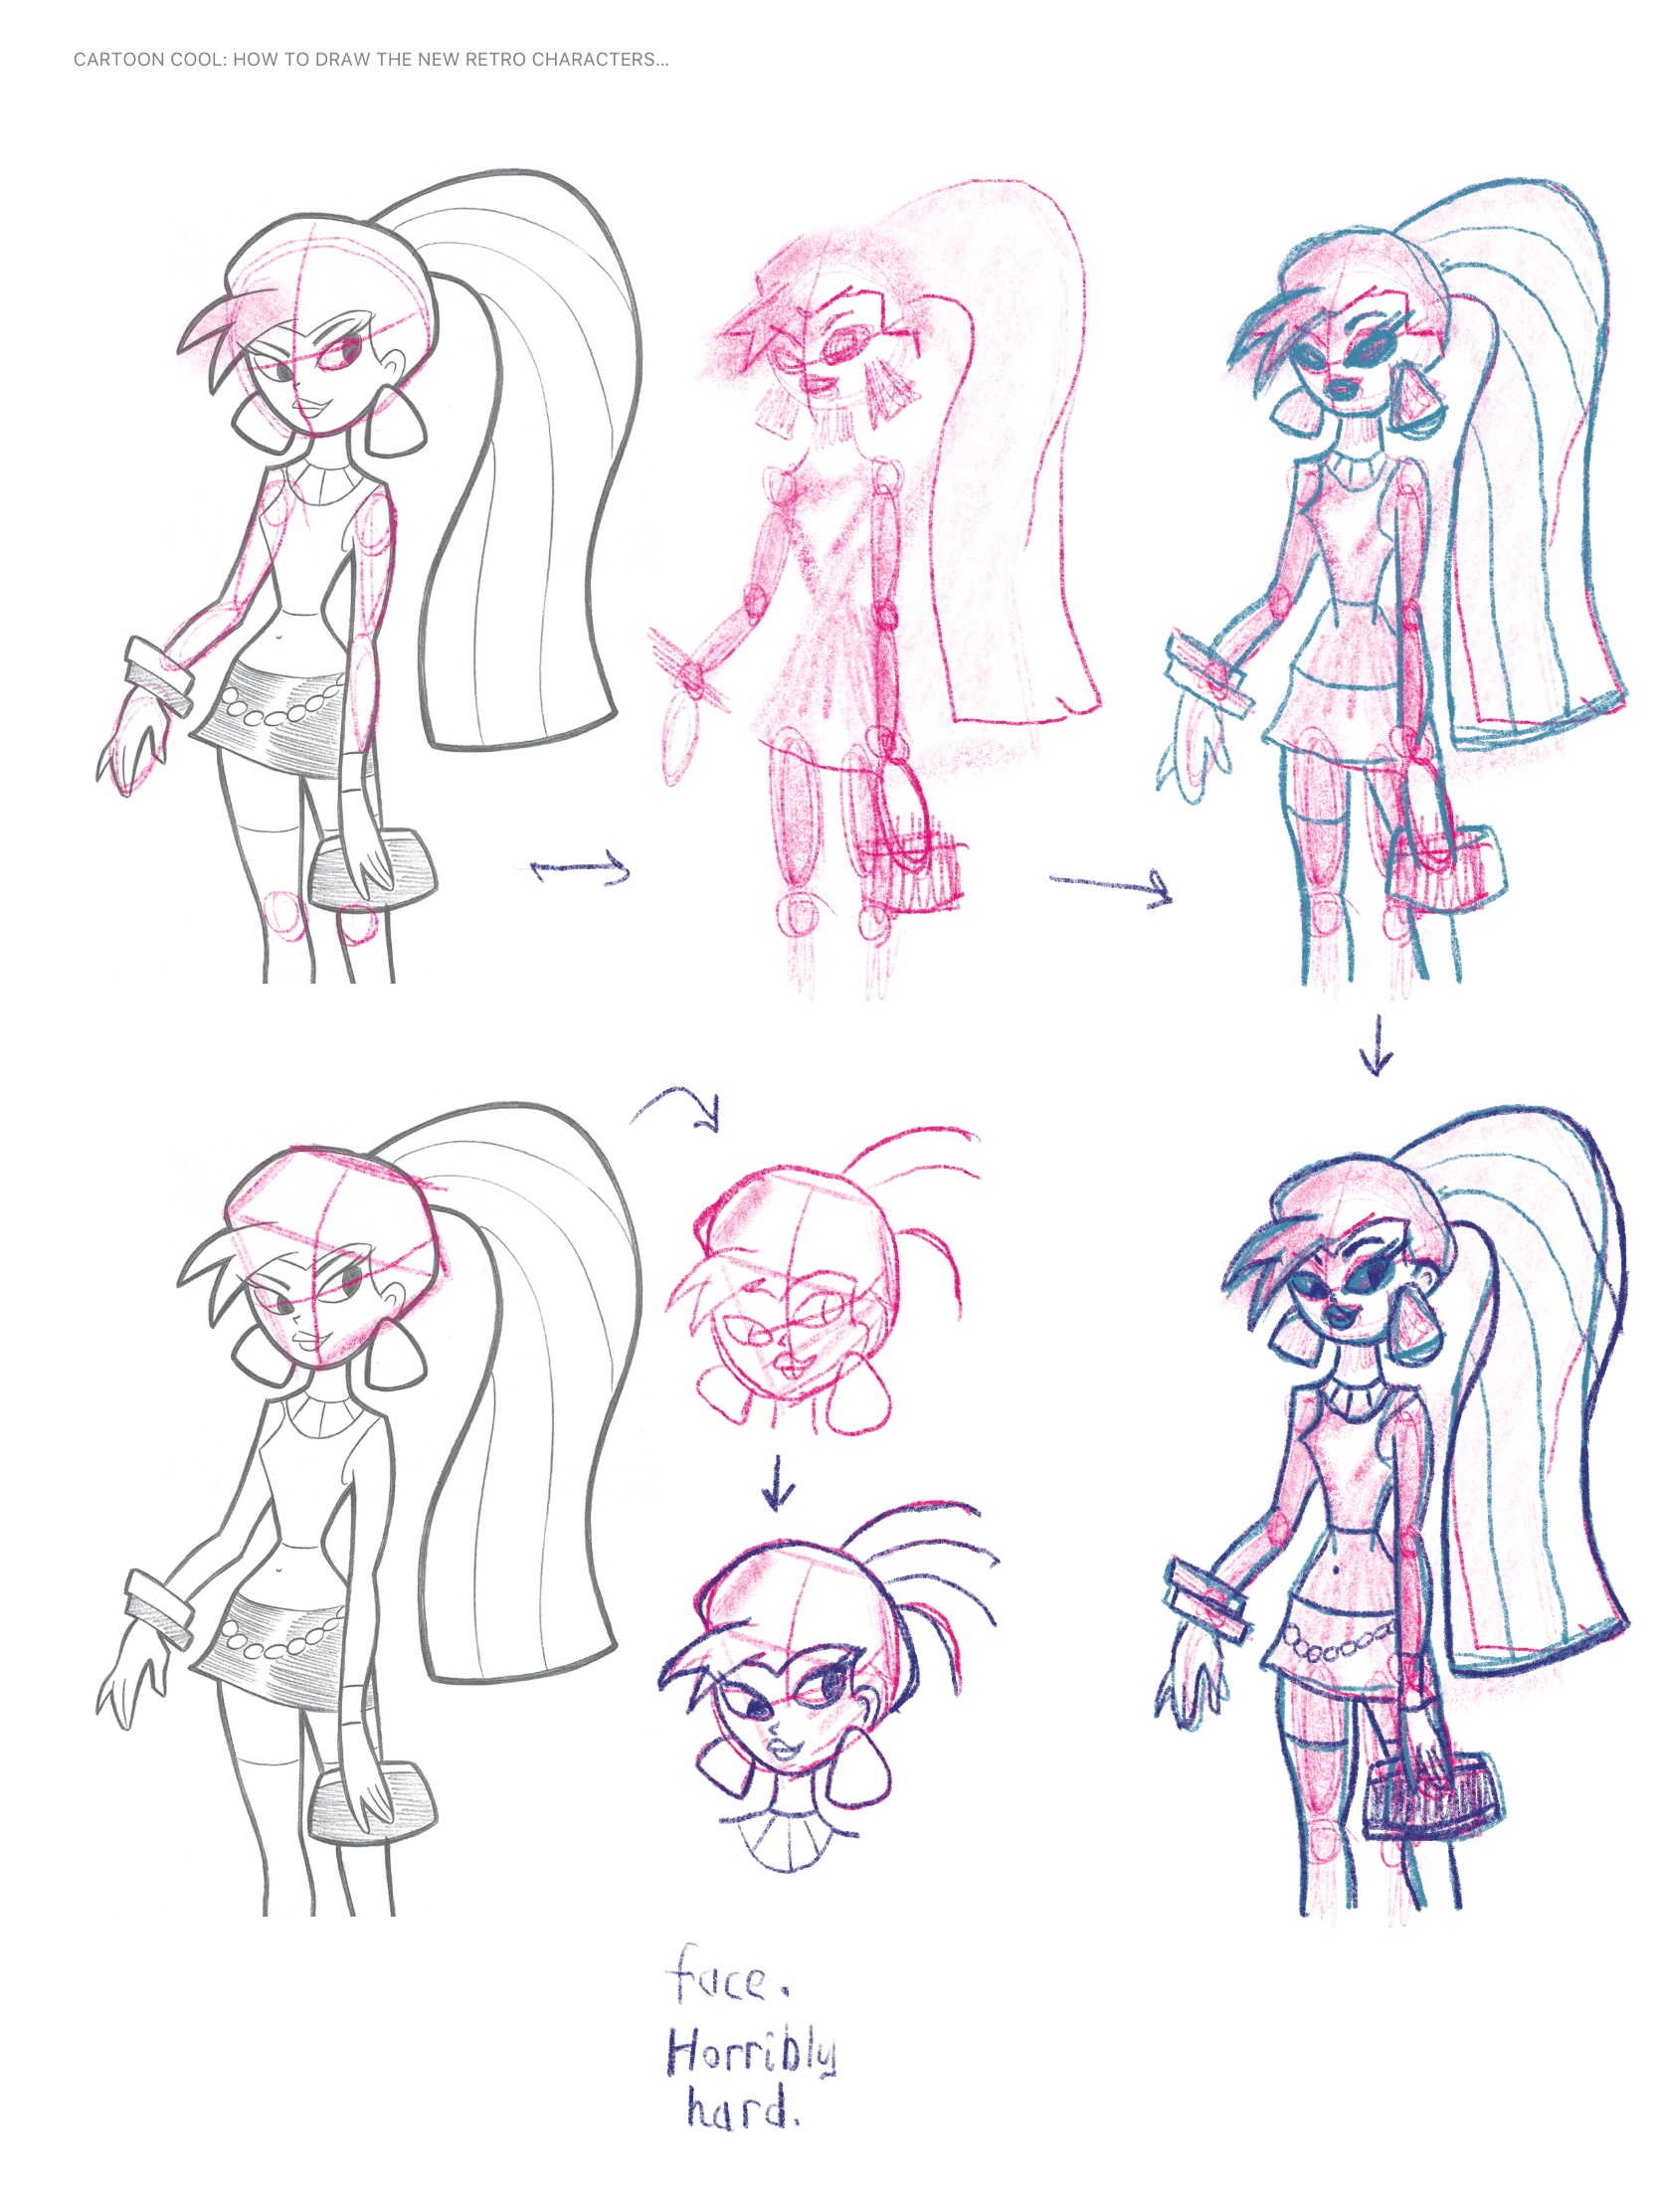 CARTOON COOL: HOW TO DRAW THE NEW RETRO CHARACTERS...
face.
Horribly
hard.